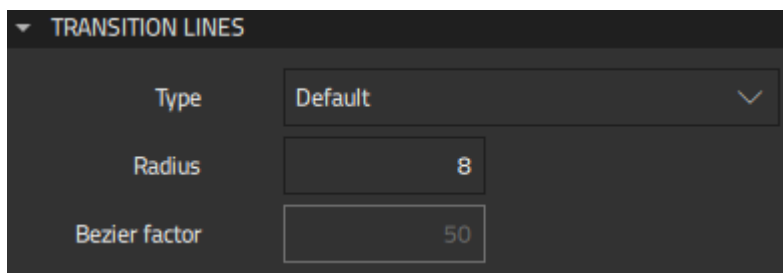 TRANSITION LINES
Type Default
Radius 8
Bezier factor 50